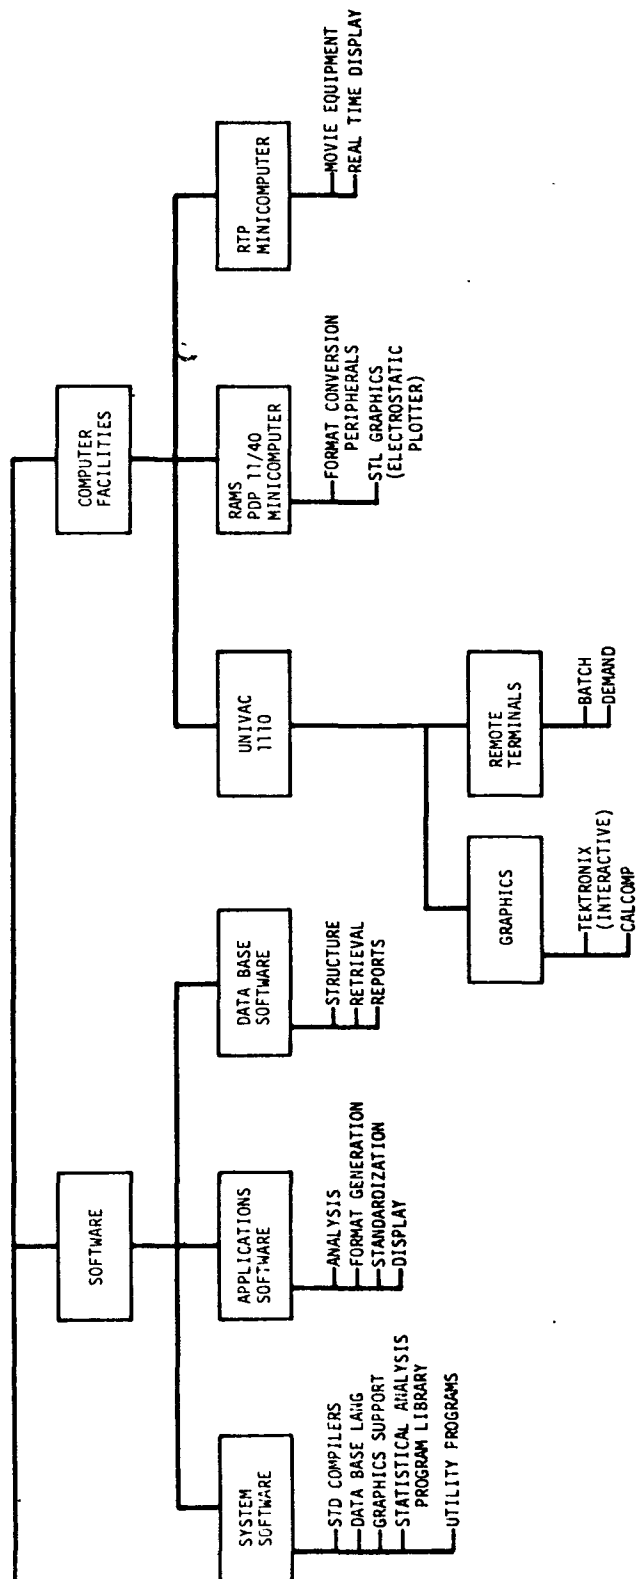 SOFTWARE
COMPUTER
FACILITIES
SYSTEM
SOFTWARE
STD COMPILERS
DATA BASE LANG
GRAPHICS SUPPORT
STATISTICAL ANALYSIS
PROGRAM LIBRARY
UTILITY PROGRAMS
APPLICATIONS
SOFTWARE
ANALYSIS
FORMAT GENERATION
STANDARDIZATION
DISPLAY
DATA BASE
SOFTWARE
STRUCTURE
RETRIEVAL
REPORTS
UNIVAC
1110
RAMS
PDP 11/40
MINICOMPUTER
FORMAT CONVERSION
PERIPHERALS
STL GRAPHICS
(ELECTROSTATIC
PLOTTER)
RTP
MINICOMPUTER
MOVIE EQUIPMENT
REAL TIME DISPLAY
GRAPHICS
TEKTRONIX
(INTERACTIVE)
CALCOMP
REMOTE
TERMINALS
BATCH
DEMAND